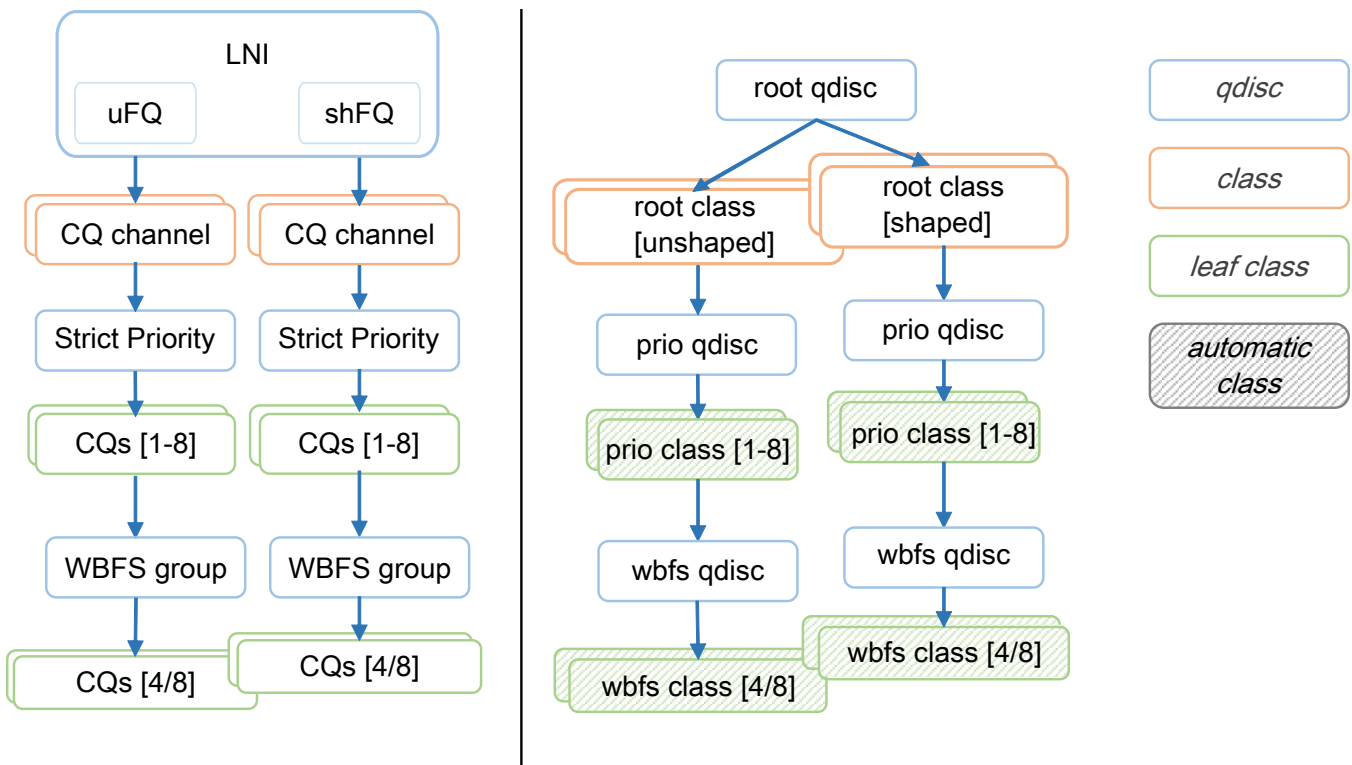 LNI
uFQ
shFQ
CQ channel
CQ channel
Strict Priority
Strict Priority
CQs [1-8]
CQs [1-8]
WBFS group
WBFS group
CQs [4/8]
CQs [4/8]
root qdisc
root class
[unshaped]
root class
[shaped]
prio qdisc
prio qdisc
prio class [1-8]
prio class [1-8]
wbfs qdisc
wbfs qdisc
wbfs class [4/8]
wbfs class [4/8]
qdisc
class
leaf class
automatic
class